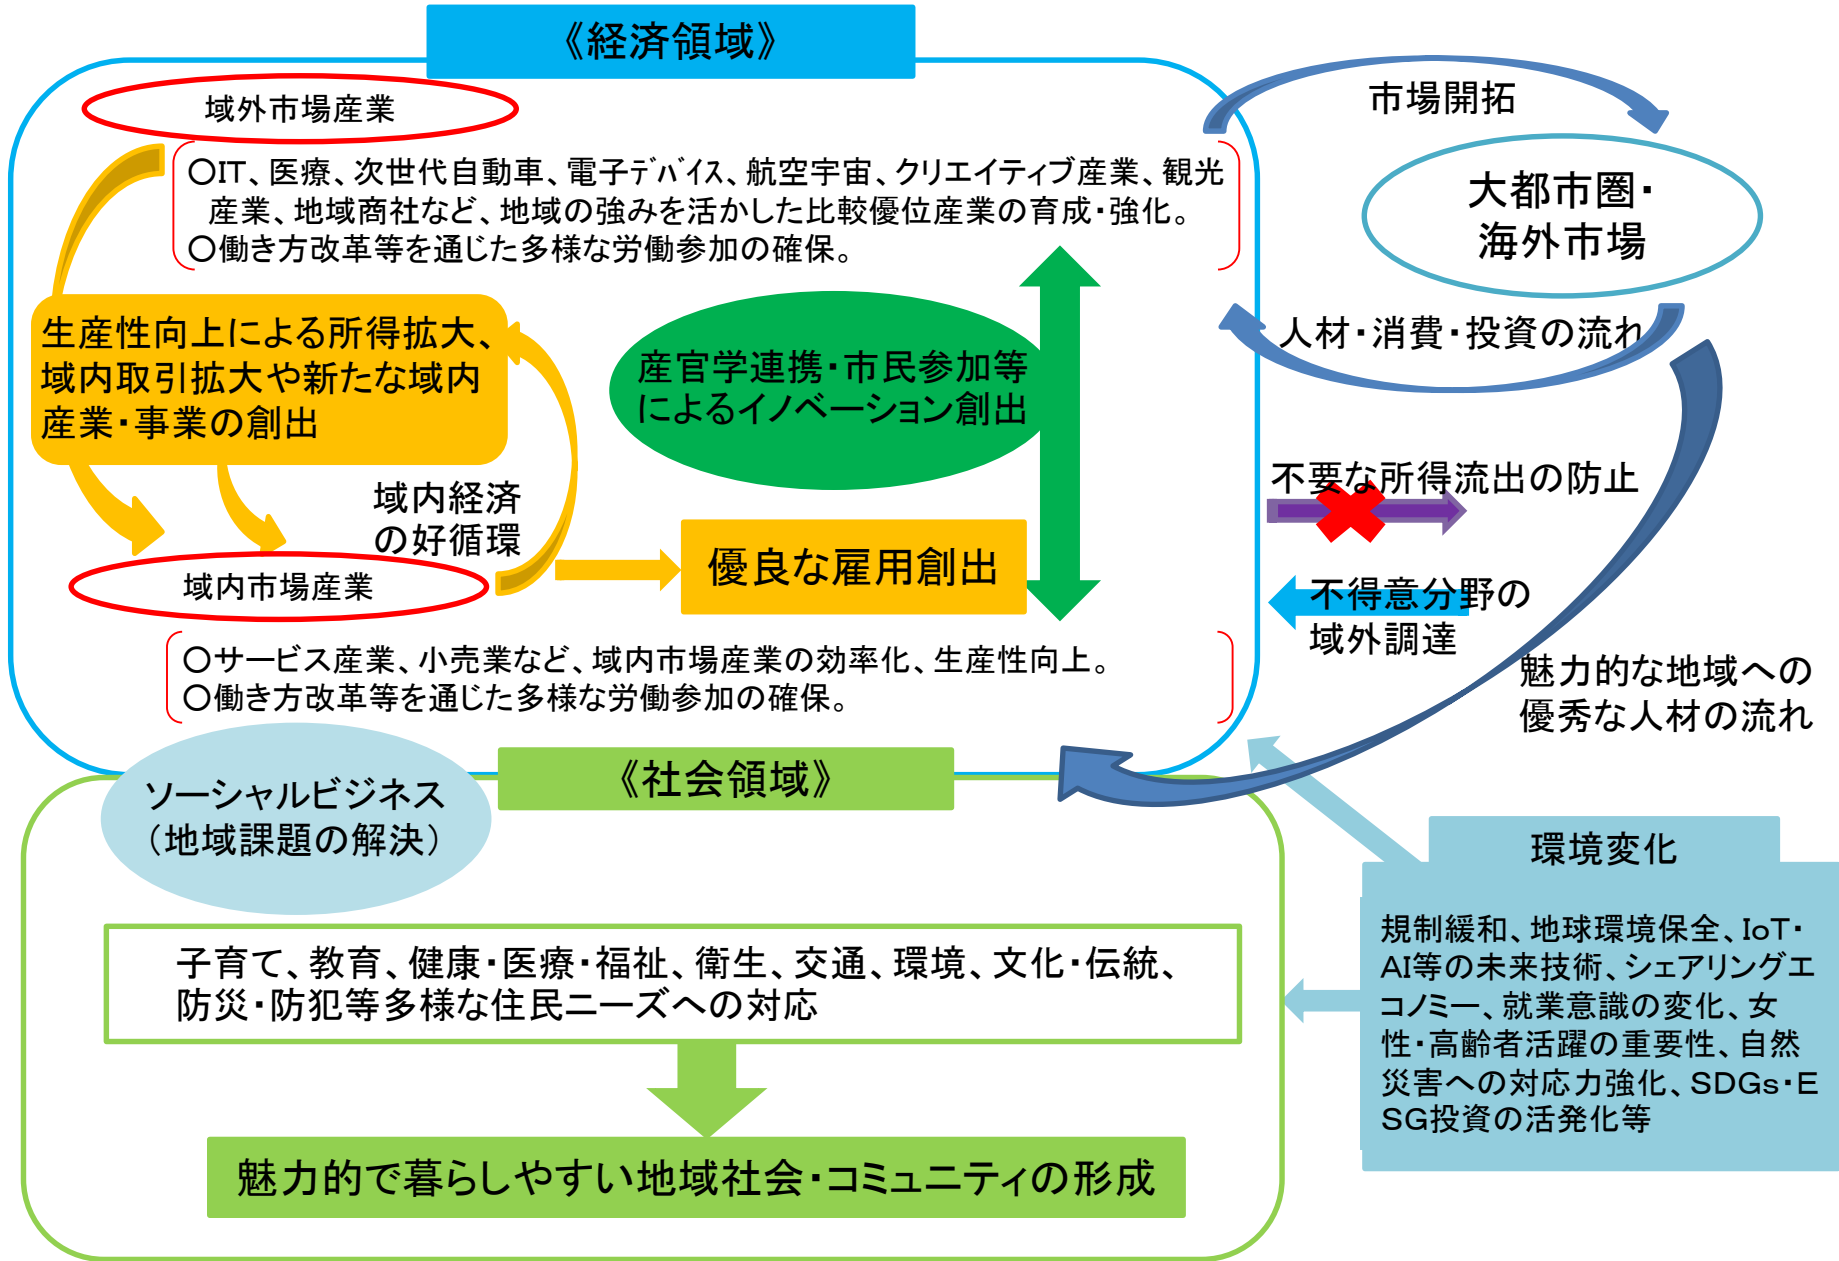 《経済領域》
域外市場産業
〇IT、医療、次世代自動車、電子ﾃﾞﾊﾞｲｽ、航空宇宙、クリエイティブ産業、観光
産業、地域商社など、地域の強みを活かした比較優位産業の育成・強化。
〇働き方改革等を通じた多様な労働参加の確保。
市場開拓
大都市圏・
海外市場
人材・消費・投資の流れ
生産性向上による所得拡大、
域内取引拡大や新たな域内
産業・事業の創出
産官学連携・市民参加等
によるイノベーション創出
域内経済
の好循環
不要な所得流出の防止
優良な雇用創出
域内市場産業
不得意分野の
域外調達
〇サービス産業、小売業など、域内市場産業の効率化、生産性向上。
〇働き方改革等を通じた多様な労働参加の確保。
魅力的な地域への
優秀な人材の流れ
《社会領域》
ソーシャルビジネス
（地域課題の解決）
子育て、教育、健康・医療・福祉、衛生、交通、環境、文化・伝統、
防災・防犯等多様な住民ニーズへの対応
魅力的で暮らしやすい地域社会・コミュニティの形成
環境変化
規制緩和、地球環境保全、IoT・
AI等の未来技術、シェアリングエ
コノミー、就業意識の変化、女
性・高齢者活躍の重要性、自然
災害への対応力強化、SDGs・E
SG投資の活発化等